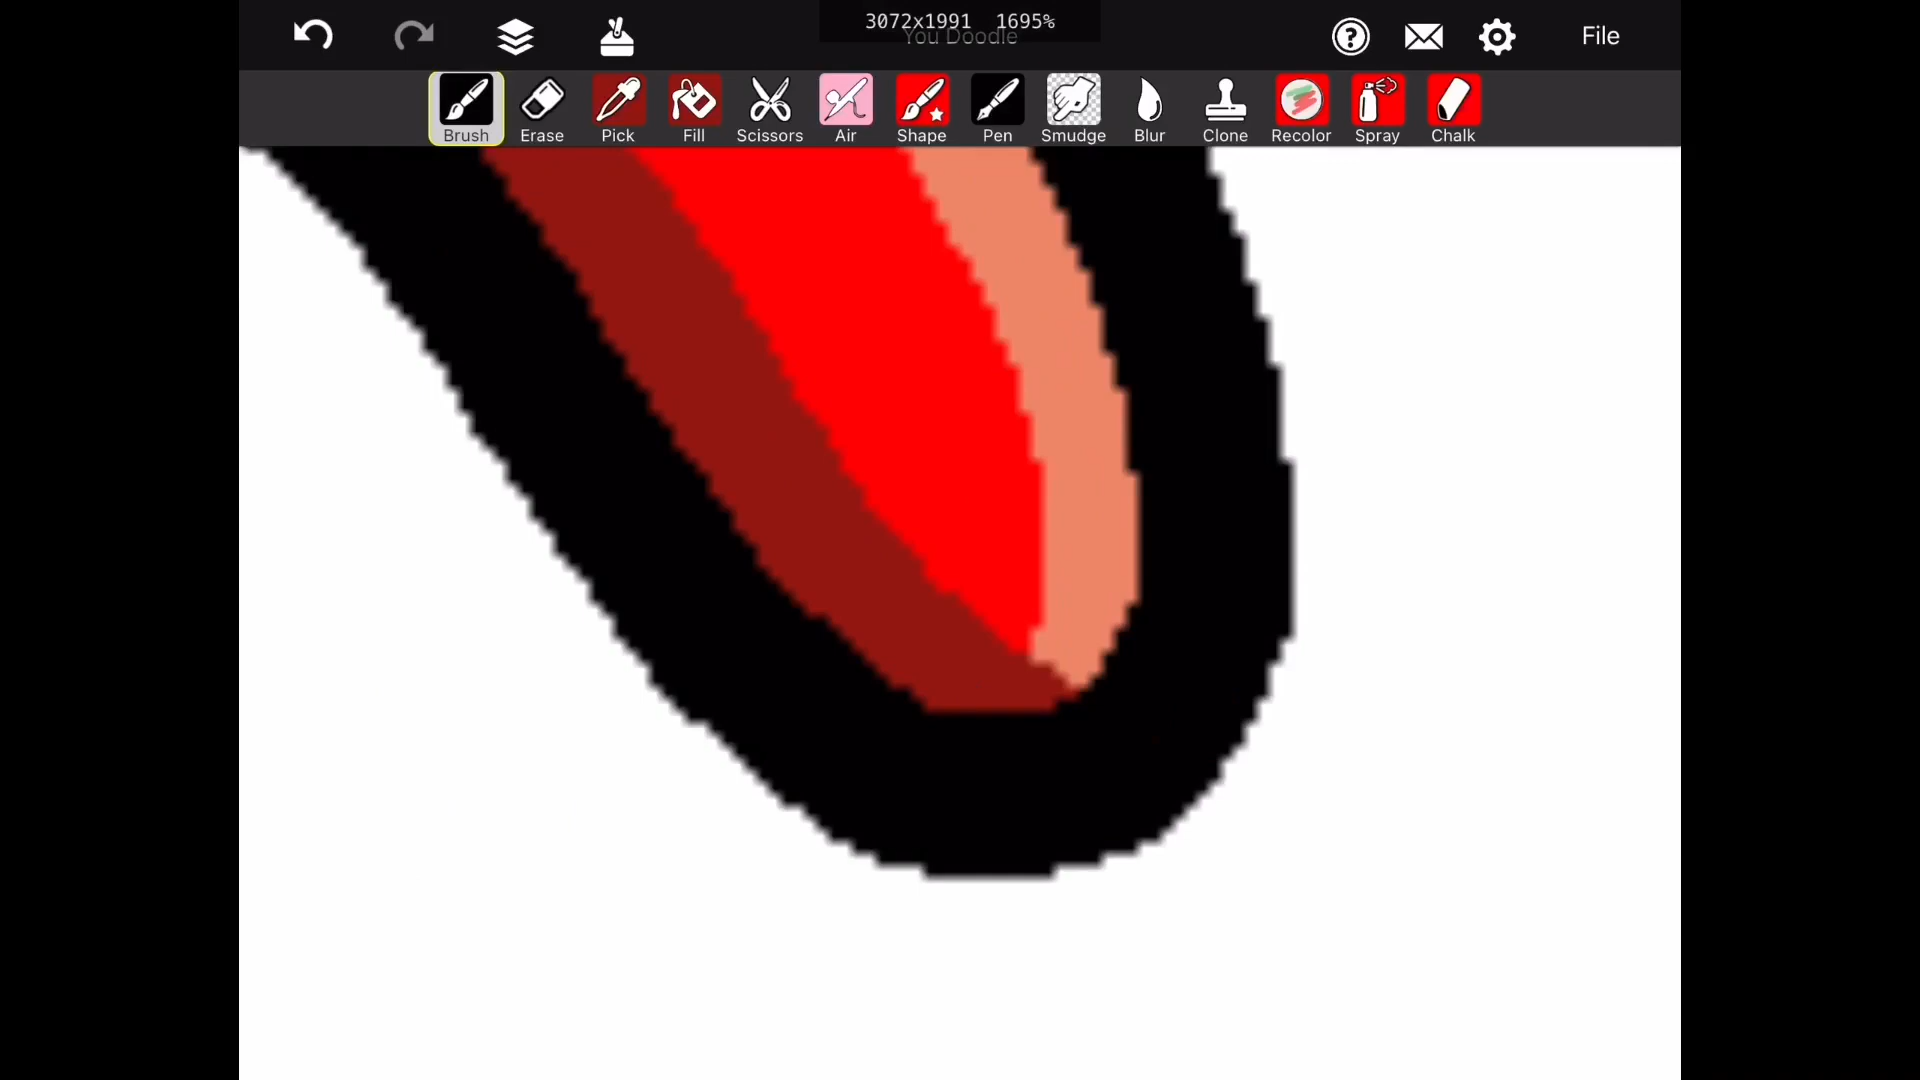 3072x1991 1695%
You Doodle
File
Brush Erase Pick Fill Scissors Air Shape Pen Smudge Blur Clone Recolor Spray Chalk